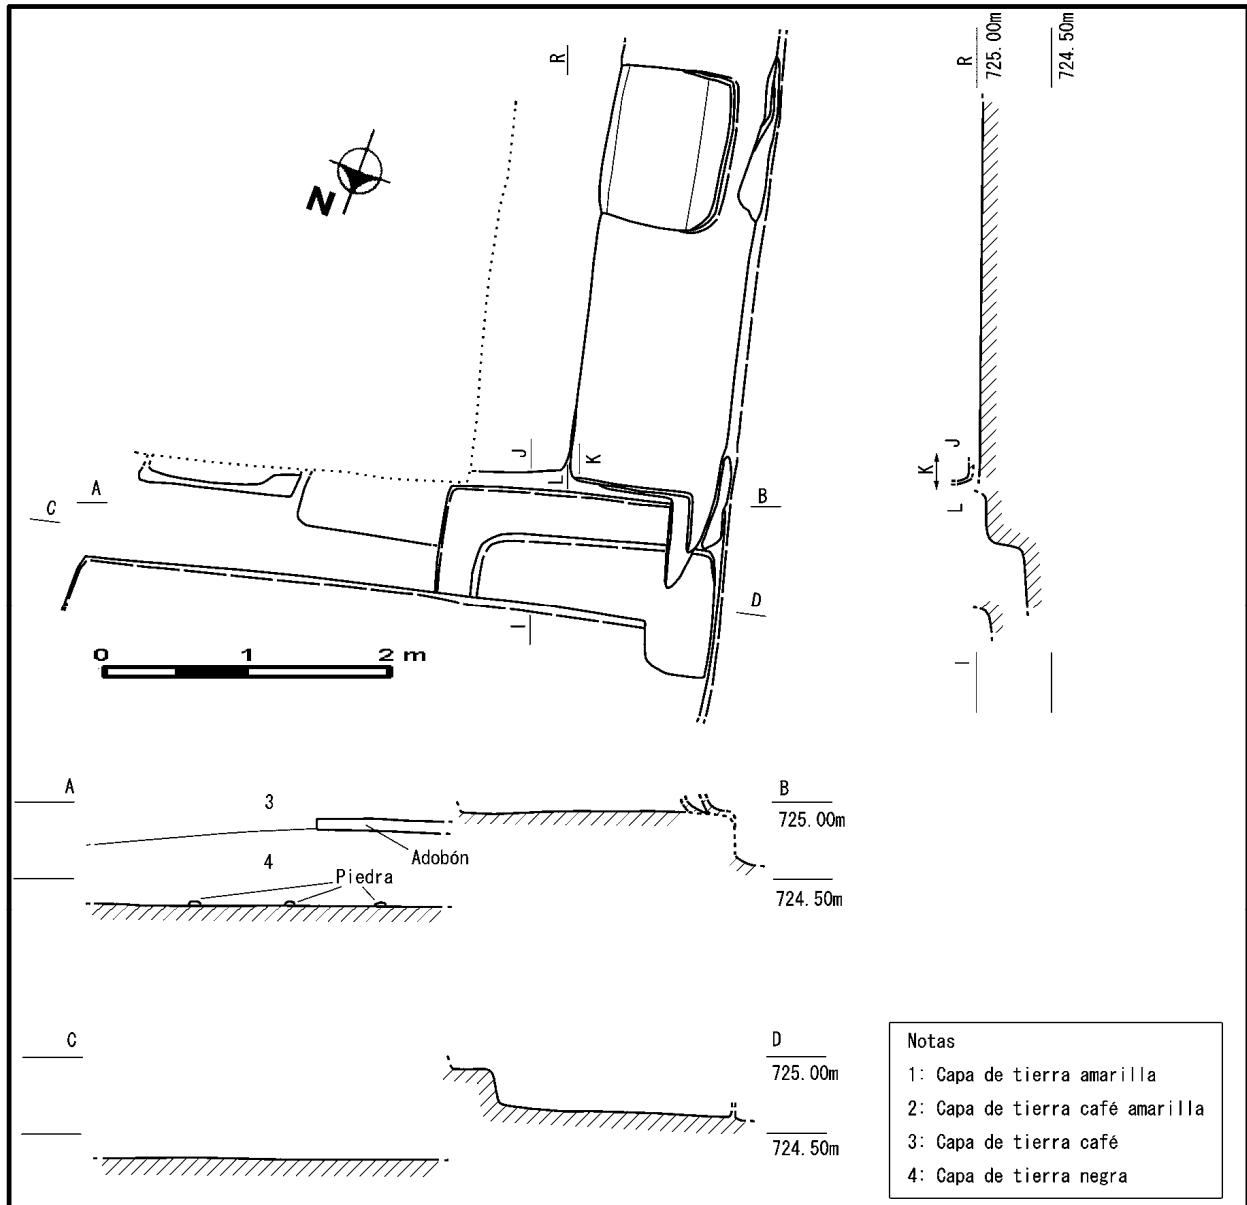 R
R
725.00m
724.50m
N
J
K
L
A
B
C
D
I
J
K
L
I
0 1 2 m
A
3
B
725.00m
Adobón
4
Piedra
724.50m
C
D
725.00m
724.50m
Notas
1: Capa de tierra amarilla
2: Capa de tierra café amarilla
3: Capa de tierra café
4: Capa de tierra negra